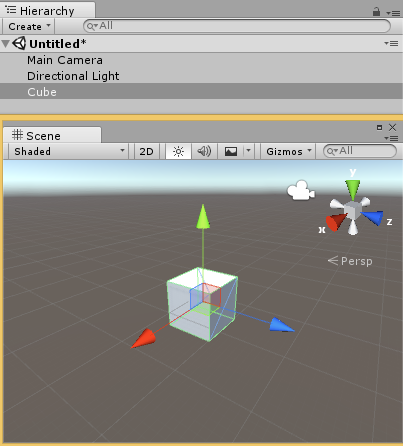 Hierarchy
Create All
Untitled*
Main Camera
Directional Light
Cube
Scene
Shaded 2D Gizmos All
y
x z
Persp